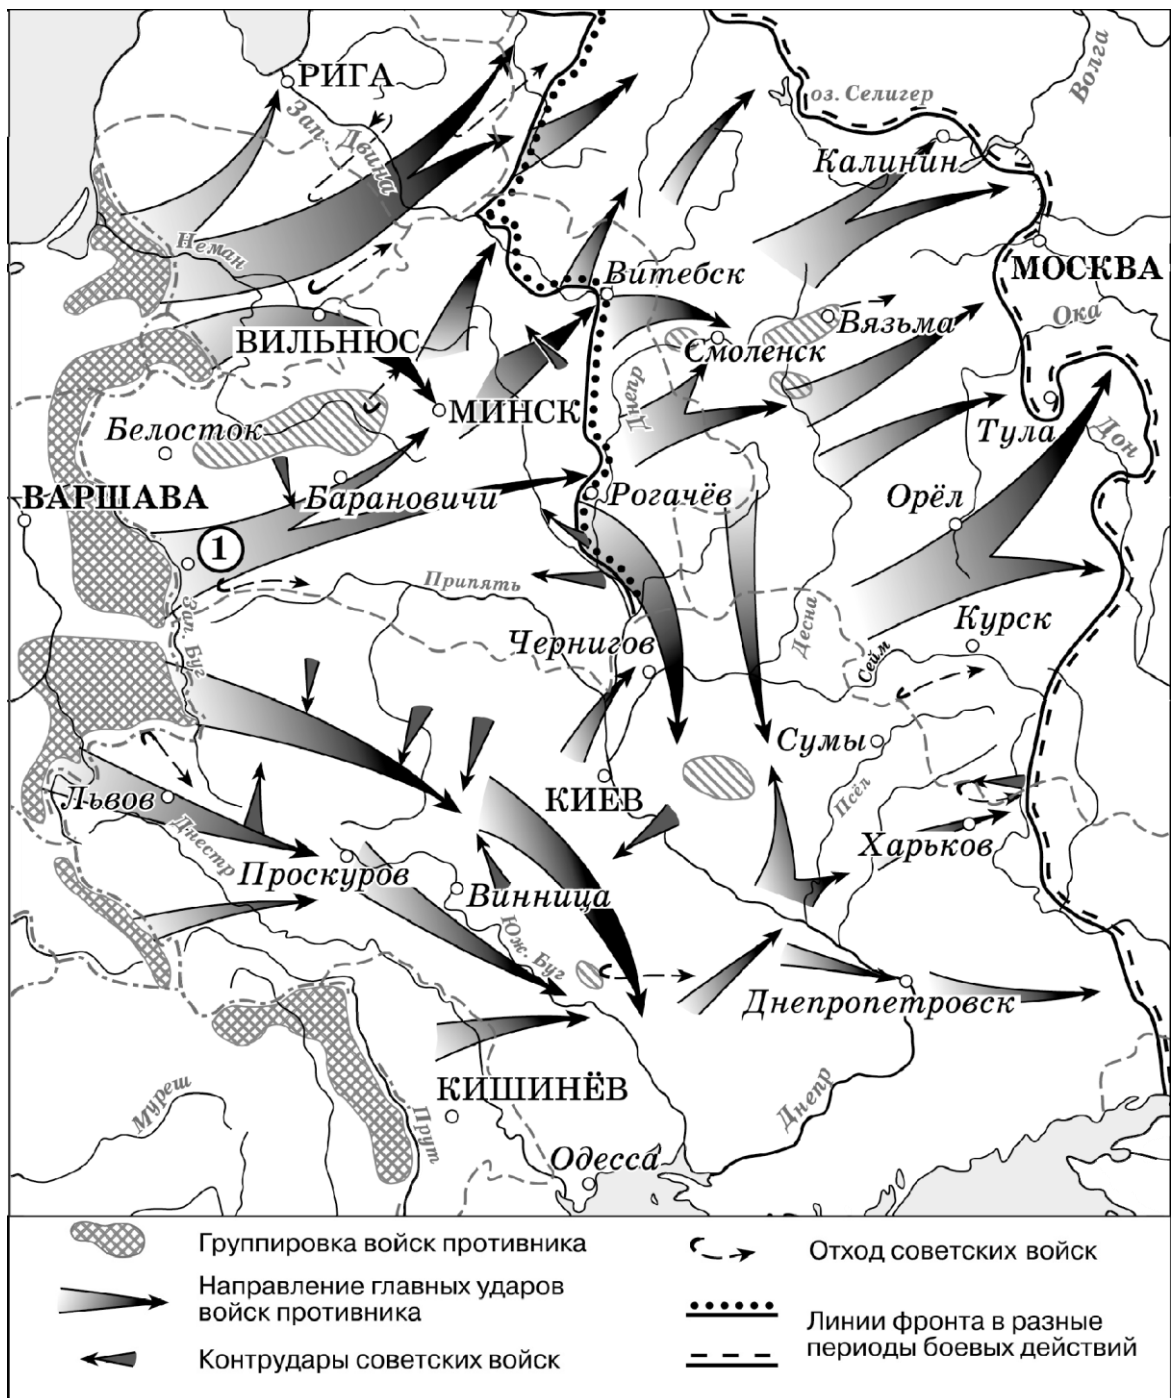 РИГА
Зап. Двина
оз. Селигер
Волга
Калинин
Неман
Витебск
МОСКВА
ВИЛЬНЮС
Вязьма
Ока
Смоленск
Днепр
МИНСК
Белосток
Тула
Дон
Барановичи
ВАРШАВА
Рогачёв
Орёл
1
Припять
Зап. Буг
Десна
Чернигов
Курск
Сейм
Сумы
Львов
КИЕВ
Псёл
Днестр
Харьков
Проскуров
Винница
Юж. Буг
Днепропетровск
КИШИНЁВ
Муреш
Прут
Днепр
Одесса
Группировка войск противника
Направление главных ударов
войск противника
Контрудары советских войск
Отход советских войск
Линии фронта в разные
периоды боевых действий